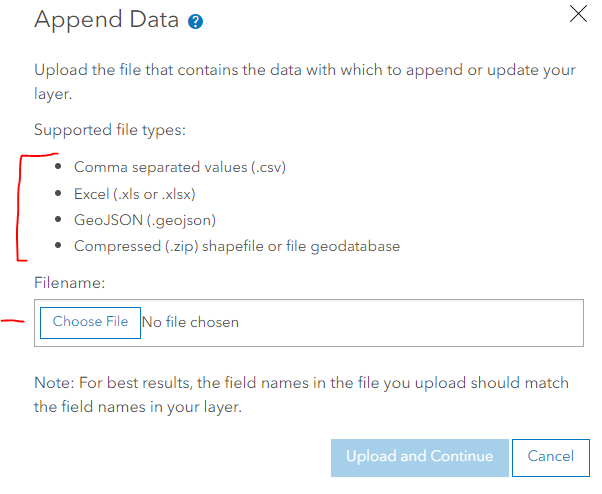 Append Data ?
Upload the file that contains the data with which to append or update your
layer.
Supported file types:
• Comma separated values (.csv)
• Excel (.xls or .xlsx)
• GeoJSON (.geojson)
• Compressed (.zip) shapefile or file geodatabase
Filename:
Choose File No file chosen
Note: For best results, the field names in the file you upload should match
the field names in your layer.
Upload and Continue Cancel